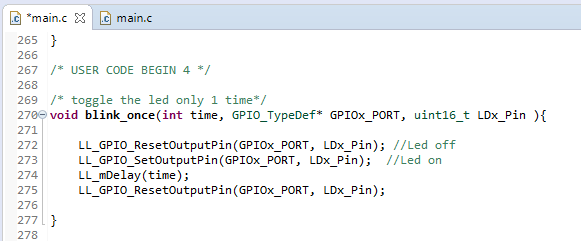 *main.c main.c
265 }
266
267 /* USER CODE BEGIN 4 */
268
269 /* toggle the led only 1 time*/
270 void blink_once(int time, GPIO_TypeDef* GPIOx_PORT, uint16_t LDx_Pin ){
271
272 LL_GPIO_ResetOutputPin(GPIOx_PORT, LDx_Pin); //Led off
273 LL_GPIO_SetOutputPin(GPIOx_PORT, LDx_Pin); //Led on
274 LL_mDelay(time);
275 LL_GPIO_ResetOutputPin(GPIOx_PORT, LDx_Pin);
276
277 }
278